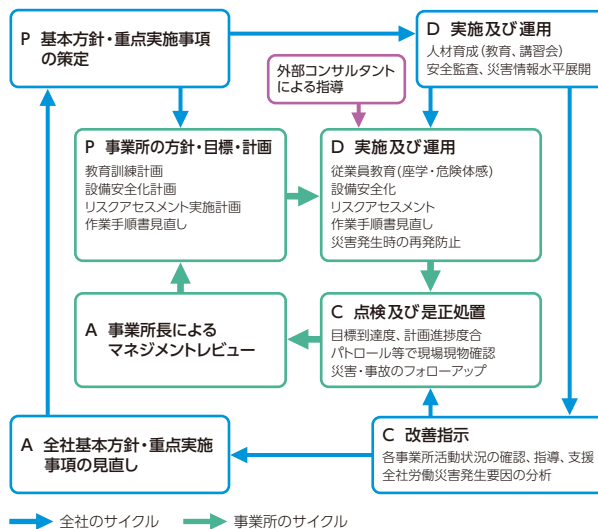 P 基本方針・重点実施事項
の策定
D 実施及び運用
人材育成(教育、講習会)
安全監査、災害情報水平展開
外部コンサルタント
による指導
P 事業所の方針・目標・計画
教育訓練計画
設備安全化計画
リスクアセスメント実施計画
作業手順書見直し
D 実施及び運用
従業員教育(座学・危険体感)
設備安全化
リスクアセスメント
作業手順書見直し
災害発生時の再発防止
A 事業所長による
マネジメントレビュー
C 点検及び是正処置
目標到達度、計画進捗度合
パトロール等で現場現物確認
災害・事故のフォローアップ
A 全社基本方針・重点実施
事項の見直し
C 改善指示
各事業所活動状況の確認、指導、支援
全社労働災害発生要因の分析
全社のサイクル 事業所のサイクル